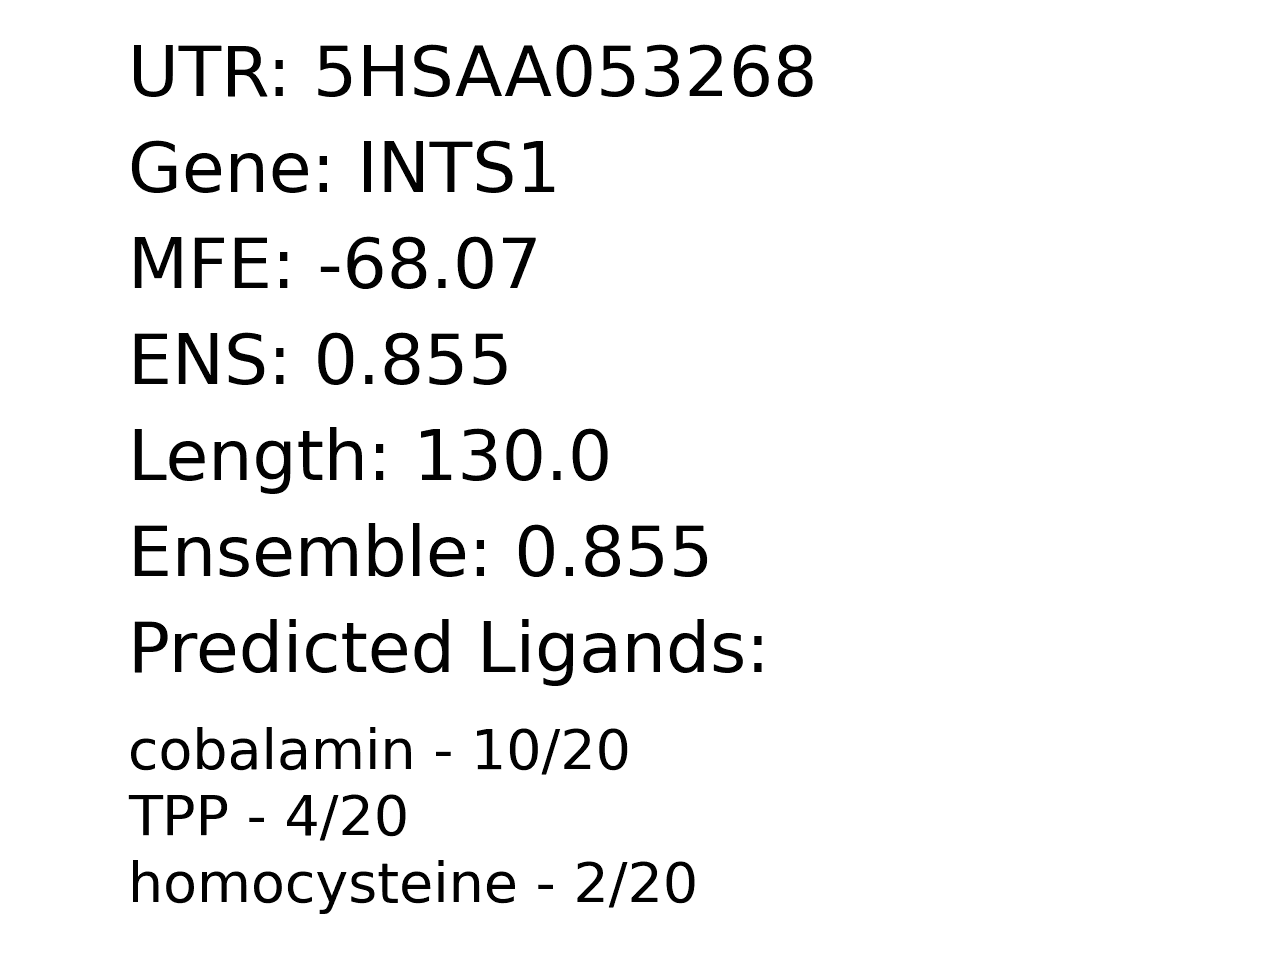 UTR: 5HSAA053268
Gene: INTS1
MFE: -68.07
ENS: 0.855
Length: 130.0
Ensemble: 0.855
Predicted Ligands:
cobalamin - 10/20
TPP - 4/20
homocysteine - 2/20